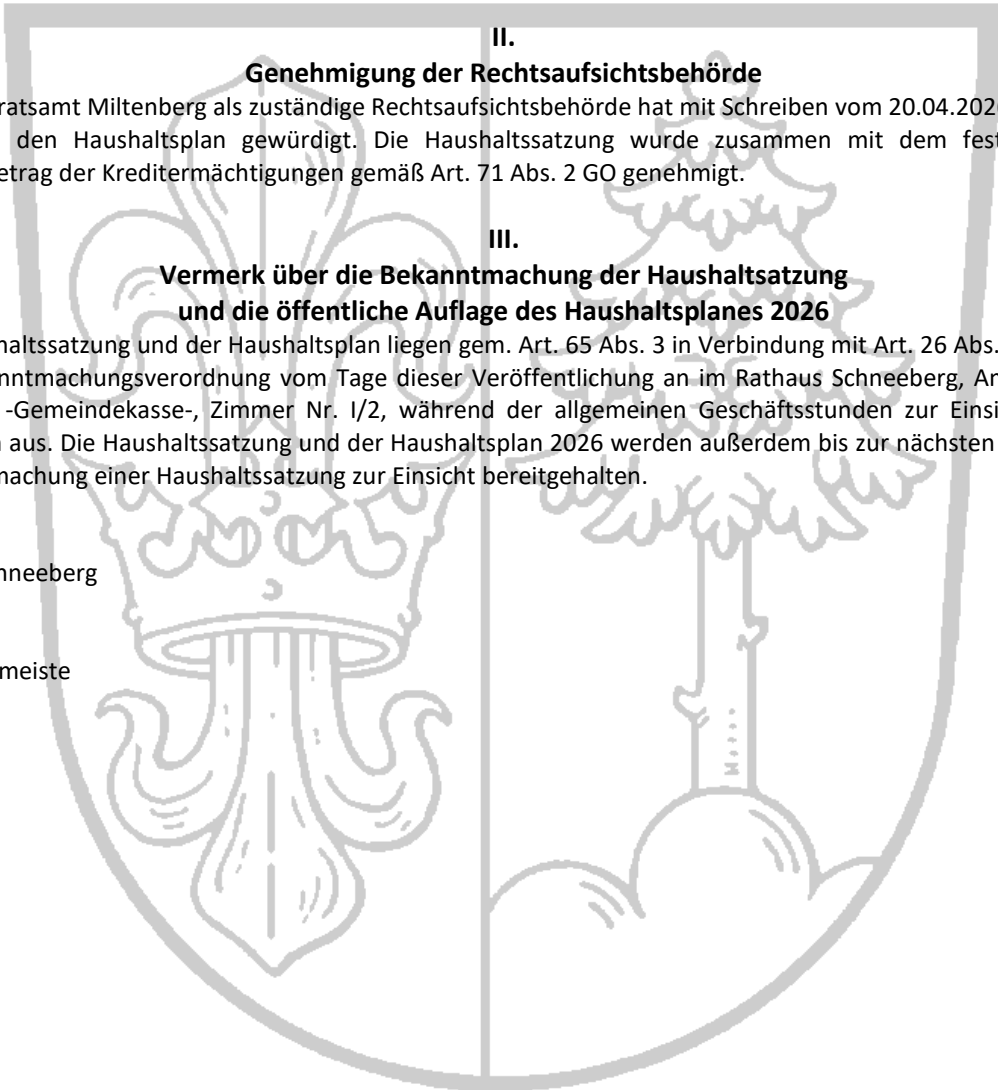 II.
Genehmigung der Rechtsaufsichtsbehörde
ratsamt Miltenberg als zuständige Rechtsaufsichtsbehörde hat mit Schreiben vom 20.04.2026
den Haushaltsplan gewürdigt. Die Haushaltssatzung wurde zusammen mit dem fest
etrag der Kreditermächtigungen gemäß Art. 71 Abs. 2 GO genehmigt.
III.
Vermerk über die Bekanntmachung der Haushaltsatzung
und die öffentliche Auflage des Haushaltsplanes 2026
haltssatzung und der Haushaltsplan liegen gem. Art. 65 Abs. 3 in Verbindung mit Art. 26 Abs.
nntmachungsverordnung vom Tage dieser Veröffentlichung an im Rathaus Schneeberg, Am
-Gemeindekasse-, Zimmer Nr. I/2, während der allgemeinen Geschäftsstunden zur Einsi
aus. Die Haushaltssatzung und der Haushaltsplan 2026 werden außerdem bis zur nächsten
machung einer Haushaltssatzung zur Einsicht bereitgehalten.
hneeberg
meiste